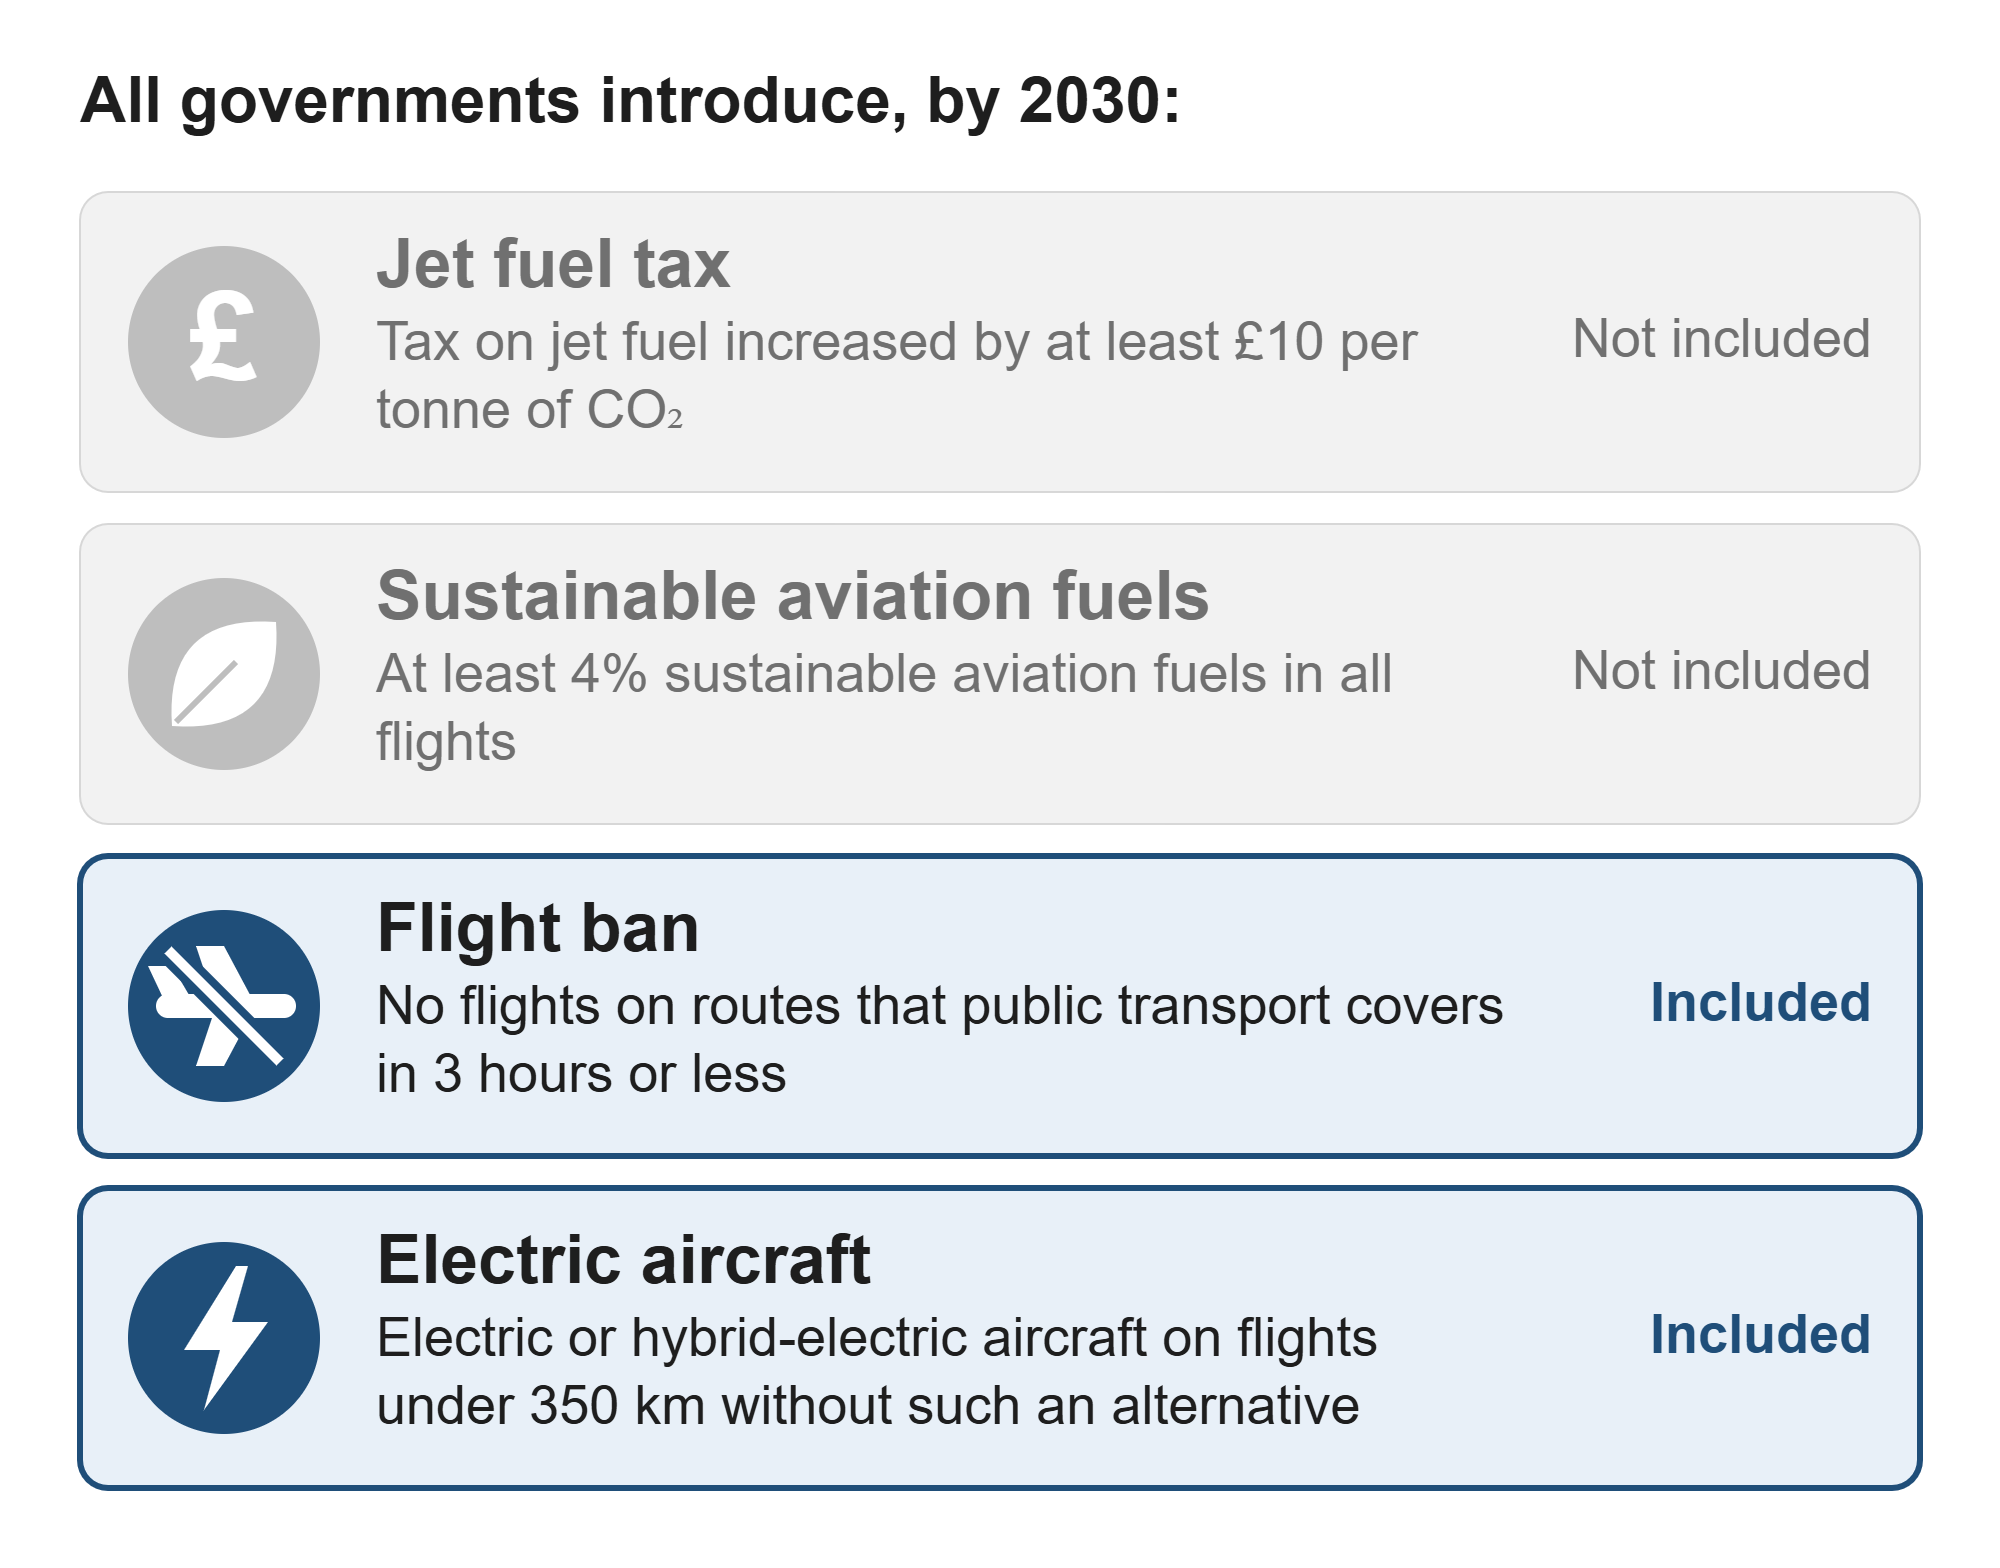 All governments introduce, by 2030:
£
Jet fuel tax
Tax on jet fuel increased by at least £10 per
tonne of CO₂
Not included
Sustainable aviation fuels
At least 4% sustainable aviation fuels in all
flights
Not included
Flight ban
No flights on routes that public transport covers
in 3 hours or less
Included
Electric aircraft
Electric or hybrid-electric aircraft on flights
under 350 km without such an alternative
Included